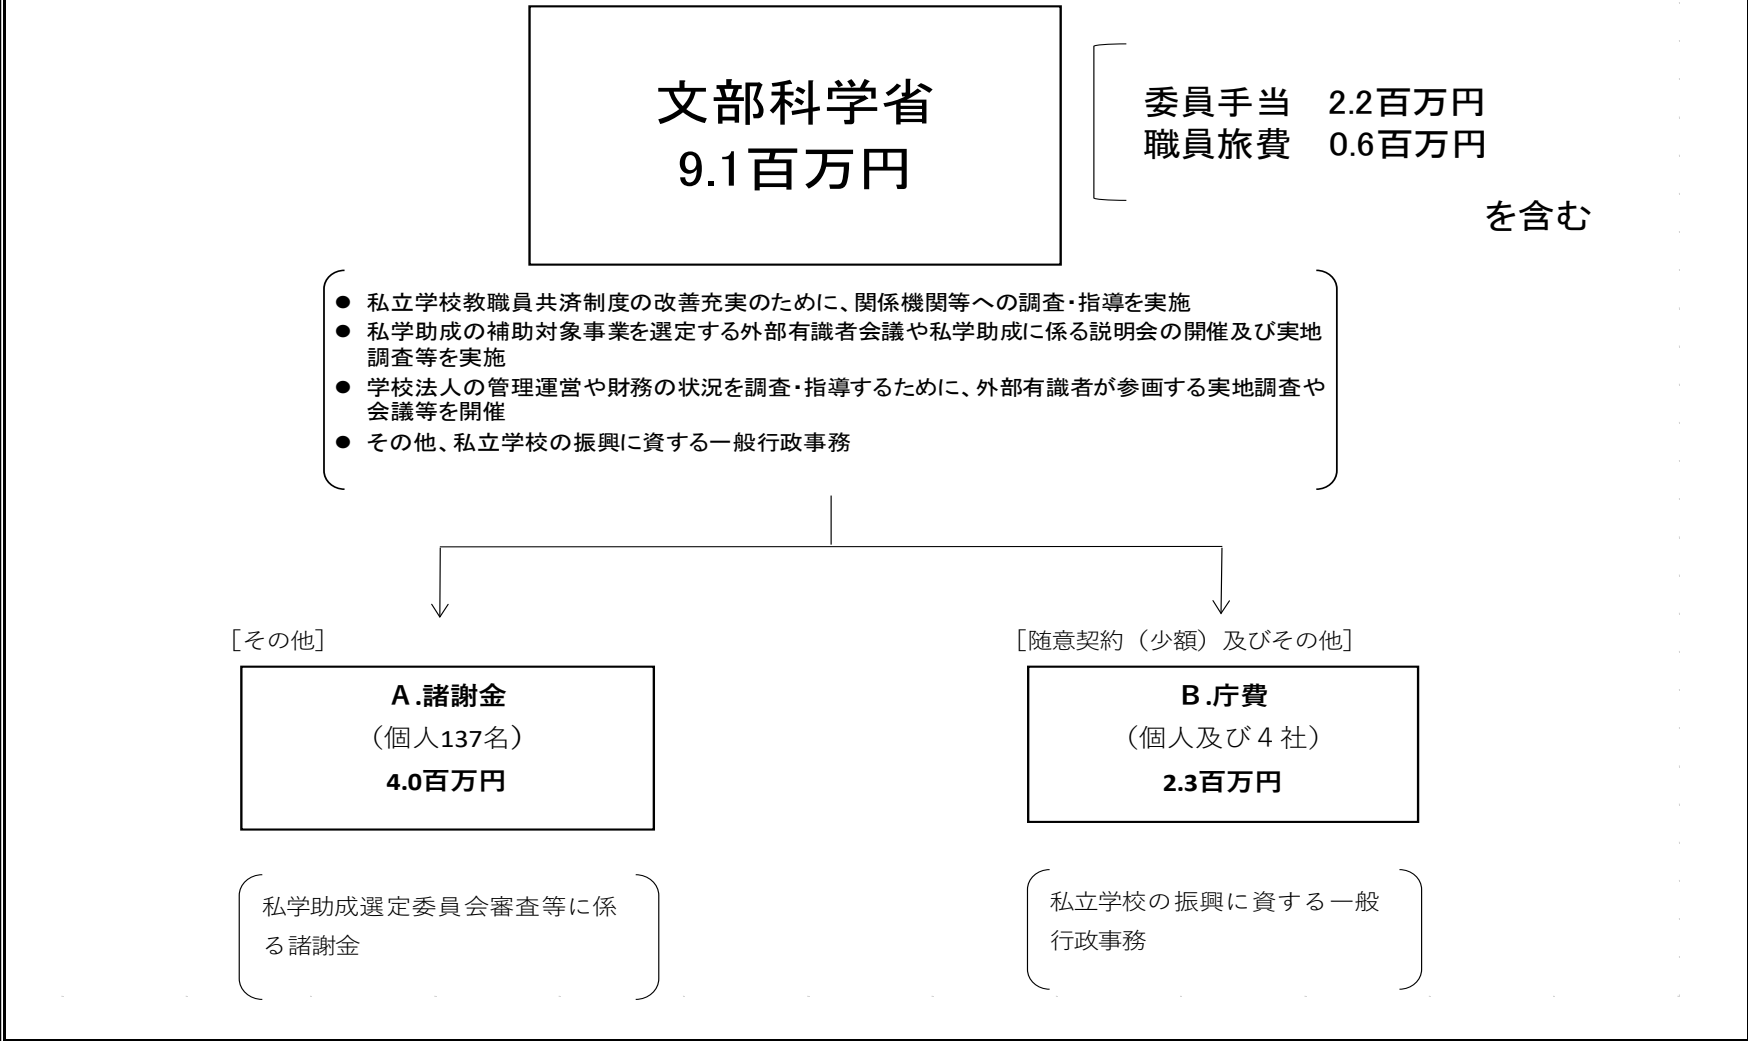 文部科学省
9.1百万円
委員手当　2.2百万円
職員旅費　0.6百万円
を含む
● 私立学校教職員共済制度の改善充実のために、関係機関等への調査・指導を実施
● 私学助成の補助対象事業を選定する外部有識者会議や私学助成に係る説明会の開催及び実地
調査等を実施
● 学校法人の管理運営や財務の状況を調査・指導するために、外部有識者が参画する実地調査や
会議等を開催
● その他、私立学校の振興に資する一般行政事務
［その他］
A.諸謝金
（個人137名）
4.0百万円
私学助成選定委員会審査等に係
る諸謝金
［随意契約（少額）及びその他］
B.庁費
（個人及び４社）
2.3百万円
私立学校の振興に資する一般
行政事務